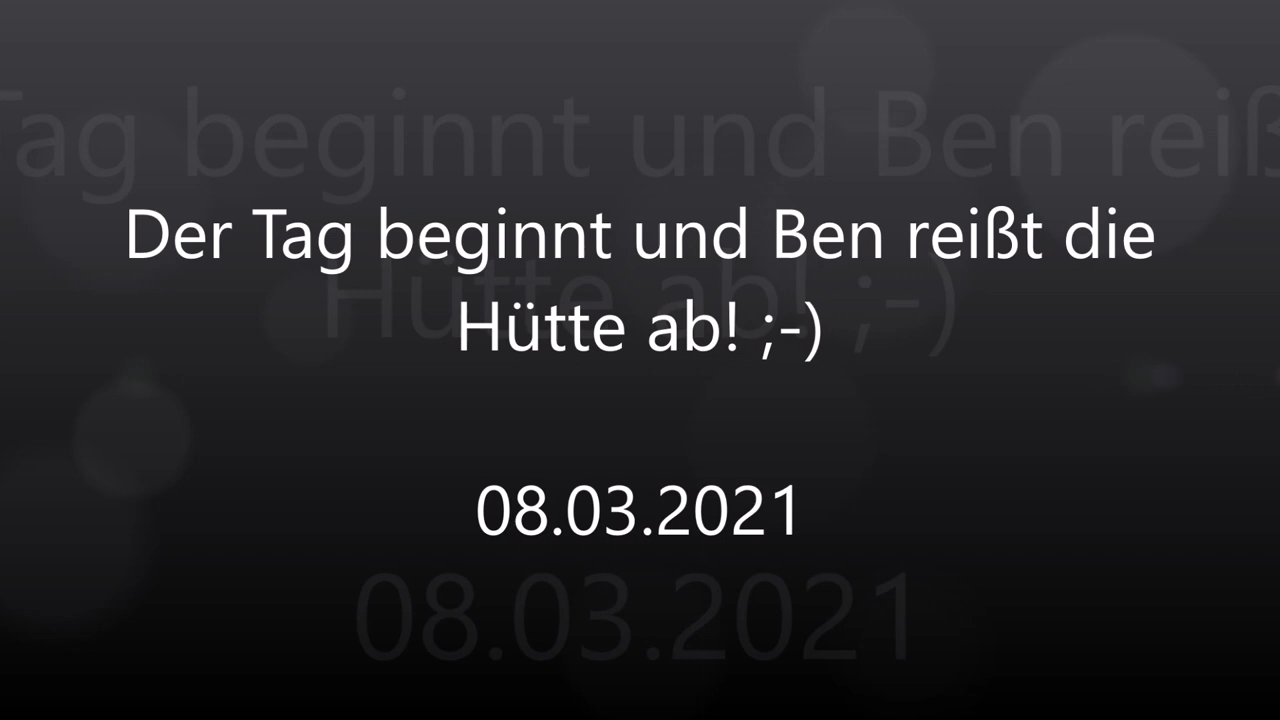 Der Tag beginnt und Ben reißt die
Hütte ab! ;-)
08.03.2021